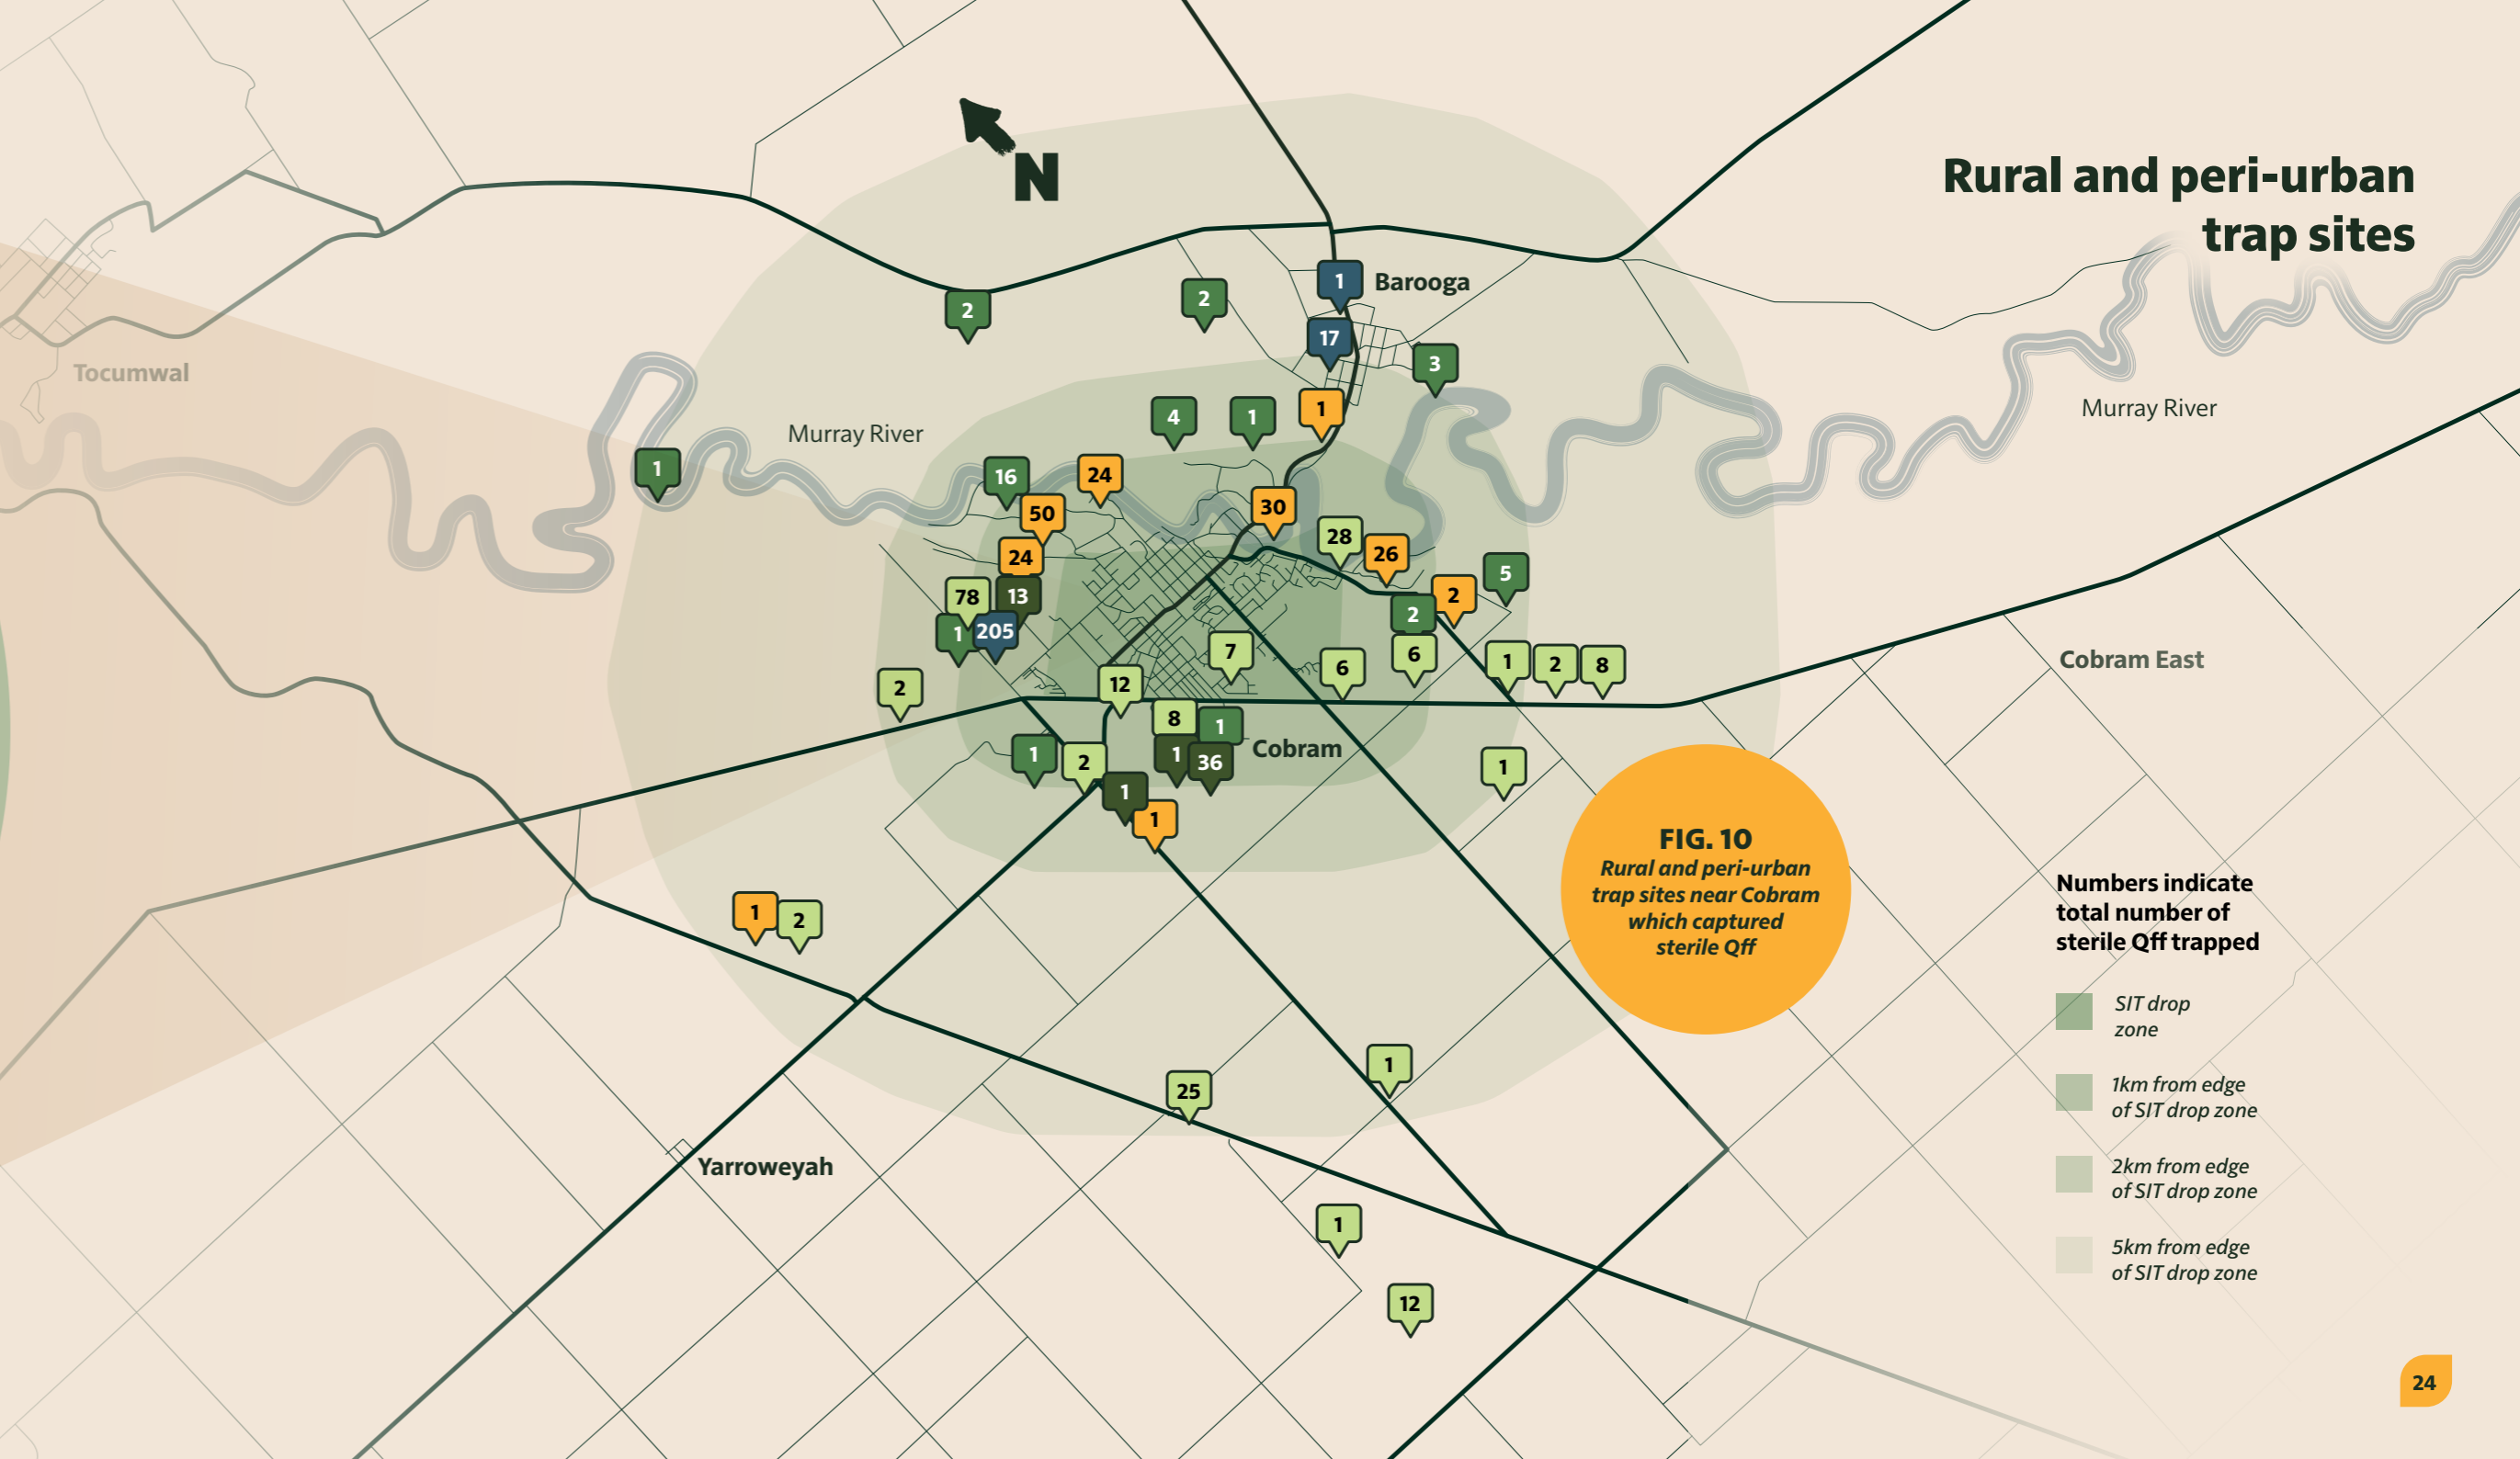 Rural and peri-urban
trap sites
N
1
Barooga
2
2
17
3
Tocumwal
4
1
1
Murray River
Murray River
1
16
24
50
30
28
26
24
5
78
13
2
2
1
205
7
6
6
1
2
8
Cobram East
2
12
8
1
Cobram
1
2
1
36
1
1
1
FIG. 10
Rural and peri-urban
trap sites near Cobram
which captured
sterile Qff
Numbers indicate
total number of
sterile Qff trapped
1
2
SIT drop
zone
1
25
1km from edge
of SIT drop zone
Yarroweyah
2km from edge
of SIT drop zone
1
5km from edge
of SIT drop zone
12
24